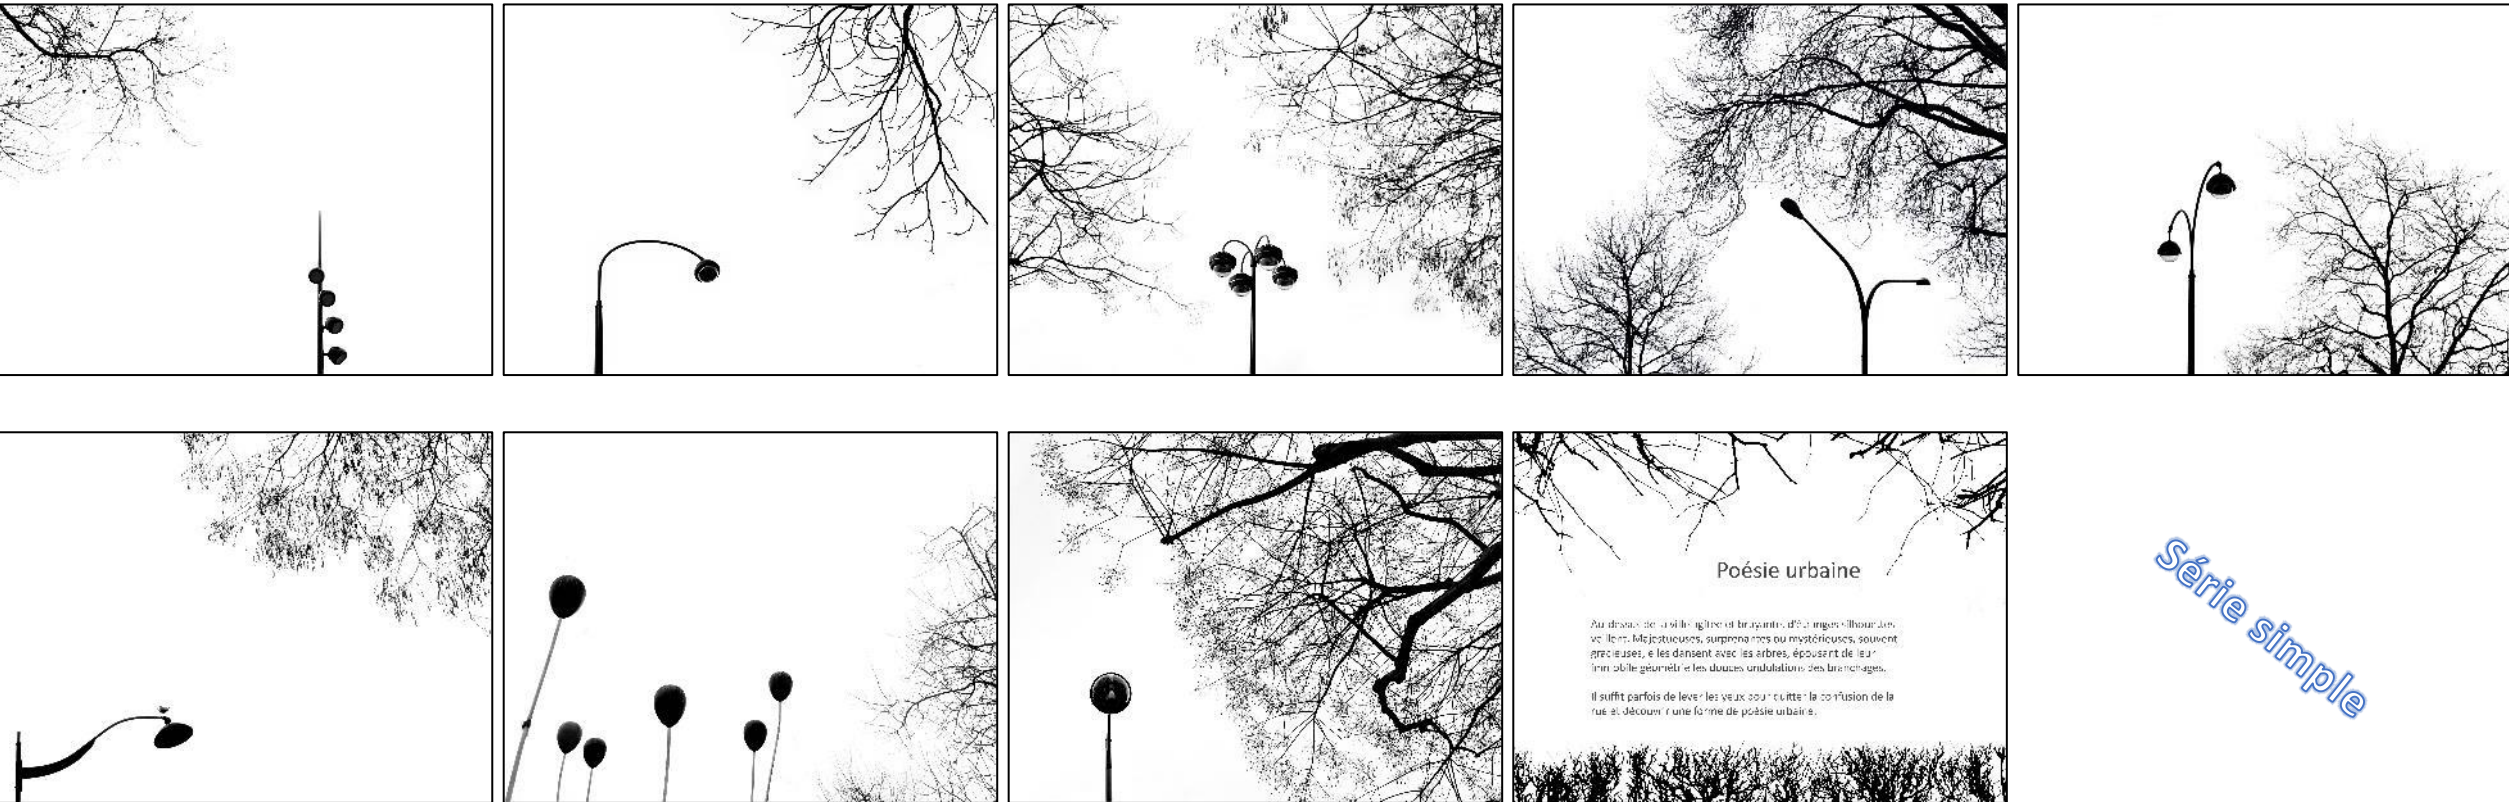 Poésie urbaine
Au-dessus de la ville agitée et bruyante, d'étranges silhouettes
veillent. Majestueuses, surprenantes ou mystérieuses, souvent
gracieuses, elles dansent avec les arbres, épousant de leur
immobile géométrie les douces ondulations des branchages.
Il suffit parfois de lever les yeux pour quitter la confusion de la
rue et découvrir une forme de poésie urbaine.
Série simple